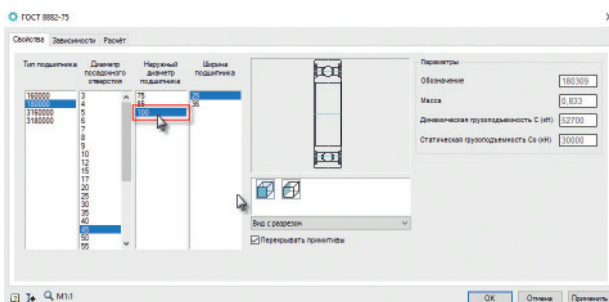 ГОСТ 8882-75
Свойства Зависимости Расчёт
Тип подшипника
160000
180000
3160000
3180000
Диаметр посадочного отверстия
3
4
5
6
7
8
9
10
12
15
17
20
25
30
35
40
45
50
55
Наружный диаметр подшипника
75
85
100
Ширина подшипника
25
36
Вид с разрезом
Перекрывать примитивы
Параметры
Обозначение 180309
Масса 0,833
Динамическая грузоподъемность C (кН) 52700
Статическая грузоподъемность Co (кН) 30000
М1:1
ОК Отмена Применить